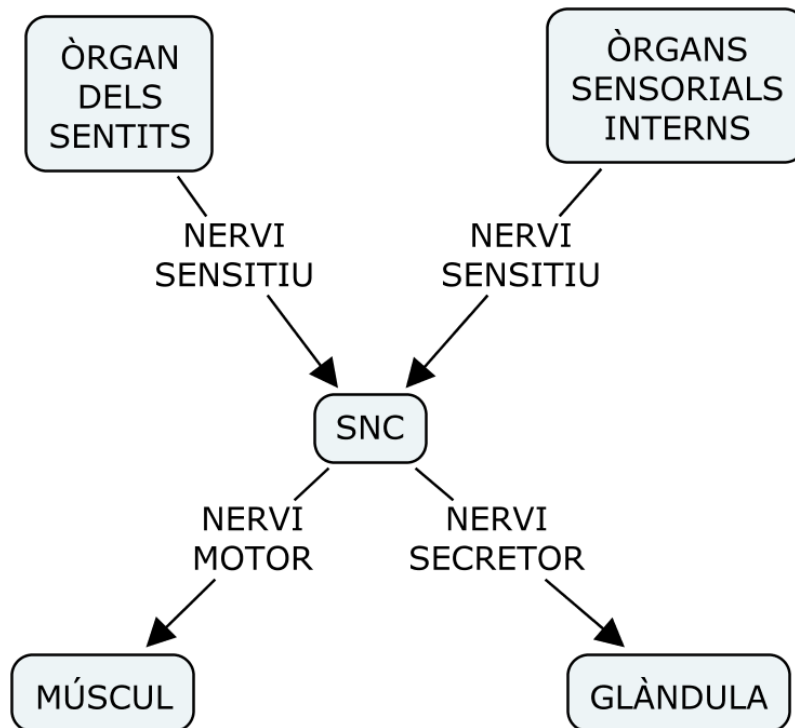 ÒRGAN
DELS
SENTITS
ÒRGANS
SENSORIALS
INTERNS
NERVI
SENSITIU
NERVI
SENSITIU
SNC
NERVI
MOTOR
NERVI
SECRETOR
MÚSCUL
GLÀNDULA